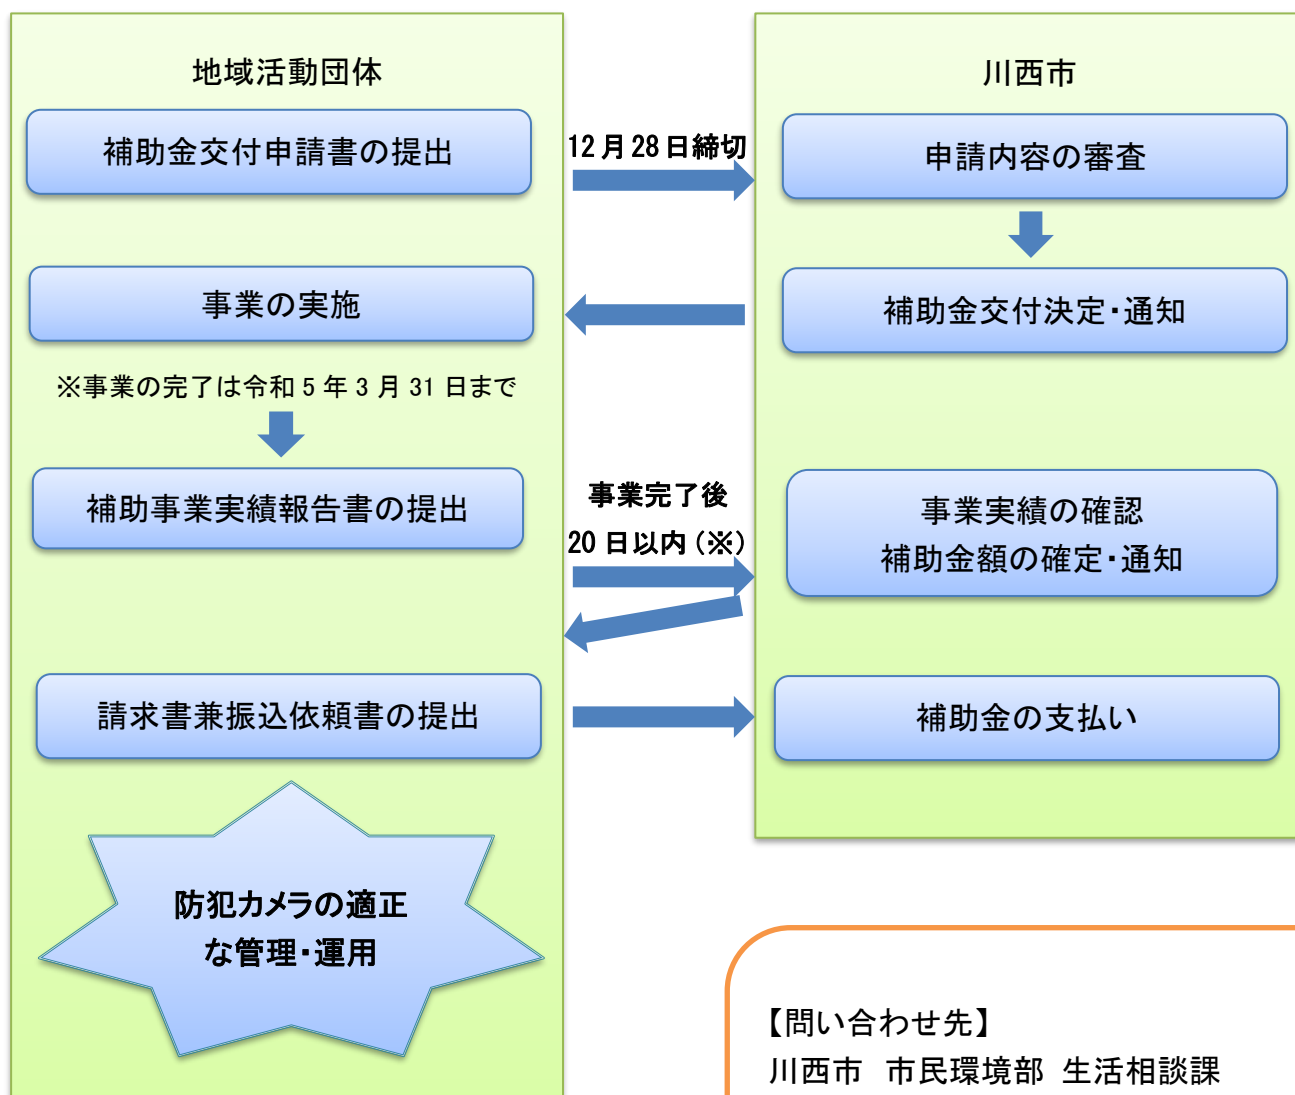 地域活動団体
補助金交付申請書の提出
12月28日締切
川西市
申請内容の審査
補助金交付決定・通知
事業の実施
※事業の完了は令和5年3月31日まで
補助事業実績報告書の提出
事業完了後
20日以内(※)
事業実績の確認
補助金額の確定・通知
請求書兼振込依頼書の提出
補助金の支払い
防犯カメラの適正
な管理・運用
【問い合わせ先】
川西市 市民環境部 生活相談課